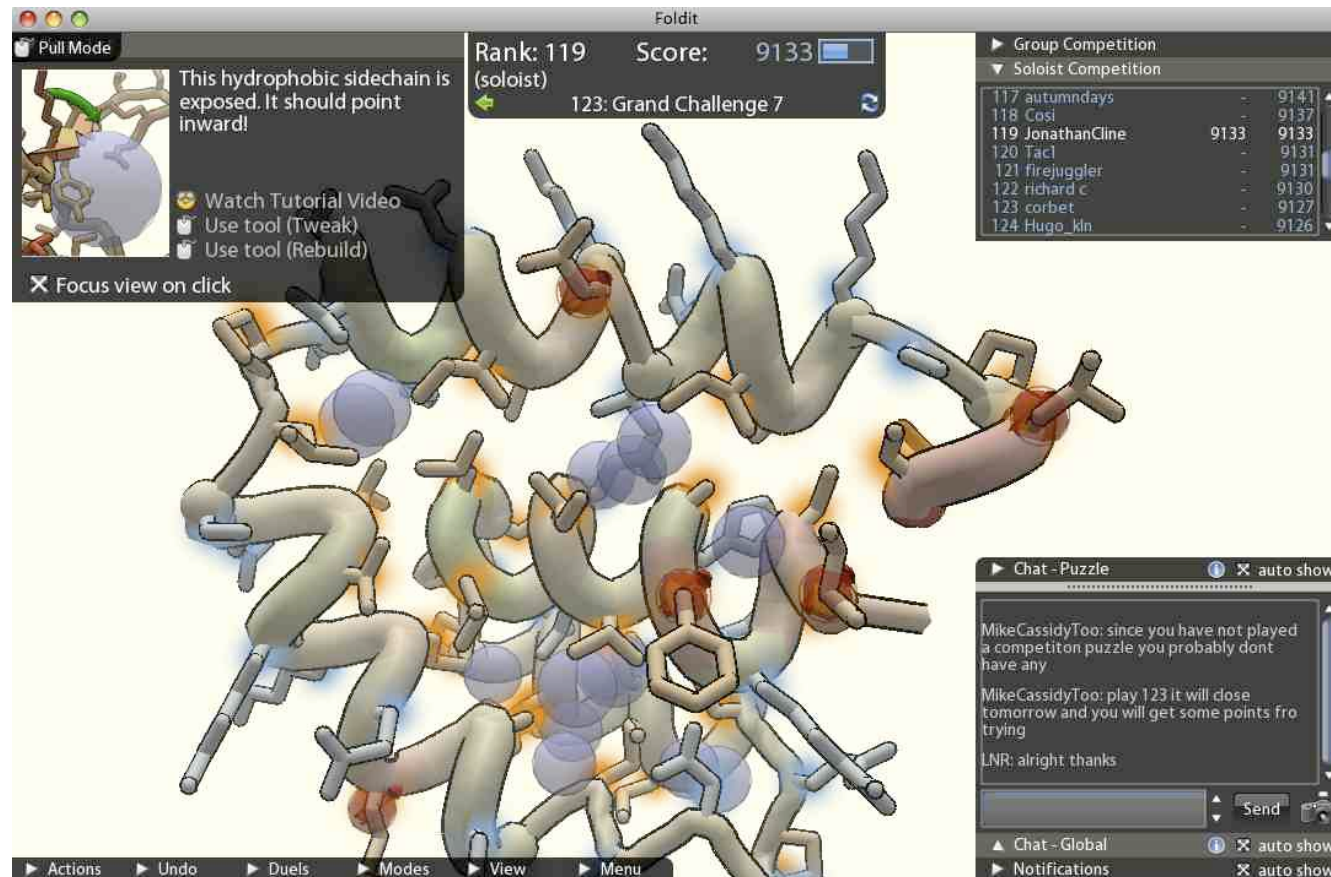 Foldit
Pull Mode
This hydrophobic sidechain is
exposed. It should point
inward!
Watch Tutorial Video
Use tool (Tweak)
Use tool (Rebuild)
Focus view on click
Rank: 119 Score: 9133
(soloist)
123: Grand Challenge 7
Group Competition
Soloist Competition
117 autumndays - 9141
118 Cosi - 9137
119 JonathanCline 9133 9133
120 Tac1 - 9131
121 firejuggler - 9131
122 richard c - 9130
123 corbet - 9127
124 Hugo_kln - 9126
Chat - Puzzle auto show
MikeCassidyToo: since you have not played
a competiton puzzle you probably dont
have any
MikeCassidyToo: play 123 it will close
tomorrow and you will get some points fro
trying
LNR: alright thanks
Send
Chat - Global auto show
Notifications auto show
Actions Undo Duels Modes View Menu